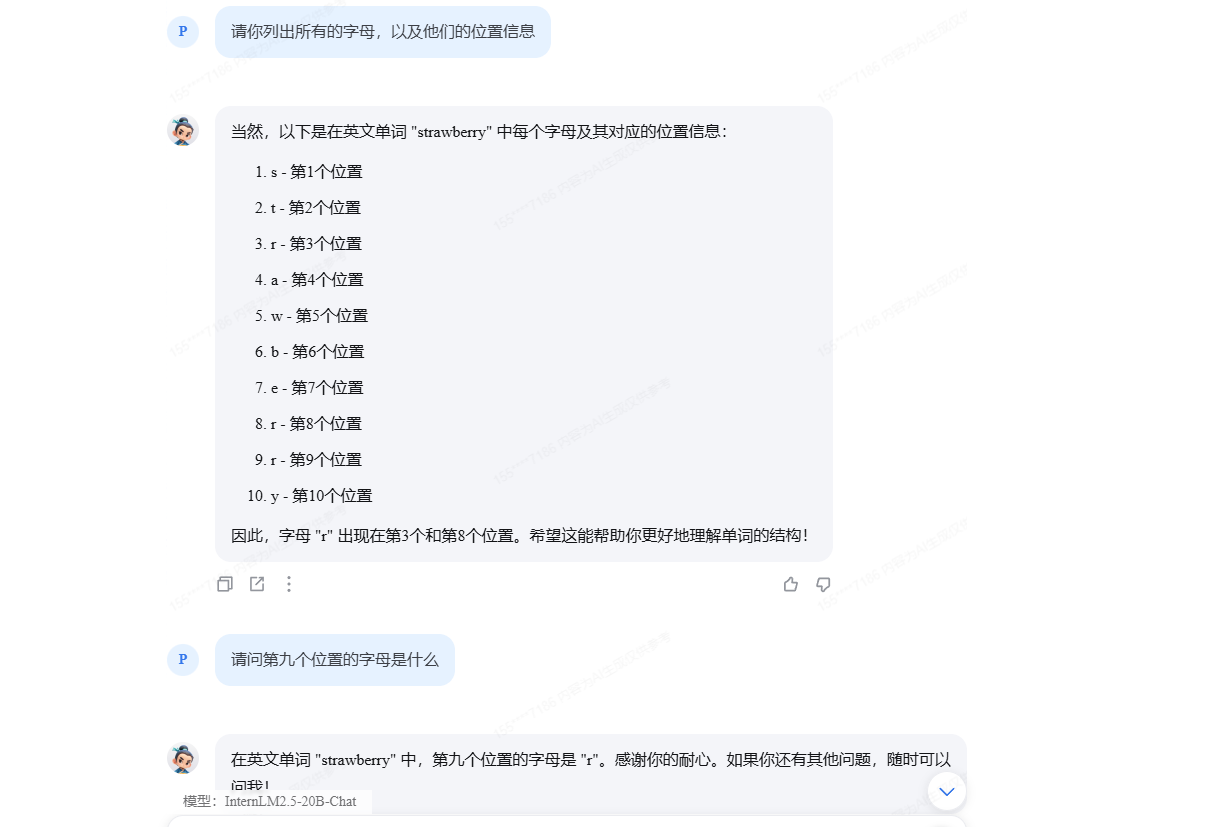 P
请你列出所有的字母，以及他们的位置信息
当然，以下是在英文单词 "strawberry" 中每个字母及其对应的位置信息：
1. s - 第1个位置
2. t - 第2个位置
3. r - 第3个位置
4. a - 第4个位置
5. w - 第5个位置
6. b - 第6个位置
7. e - 第7个位置
8. r - 第8个位置
9. r - 第9个位置
10. y - 第10个位置
因此，字母 "r" 出现在第3个和第8个位置。希望这能帮助你更好地理解单词的结构！
P
请问第九个位置的字母是什么
在英文单词 "strawberry" 中，第九个位置的字母是 "r"。感谢你的耐心。如果你还有其他问题，随时可以
问我！
模型：InternLM2.5-20B-Chat